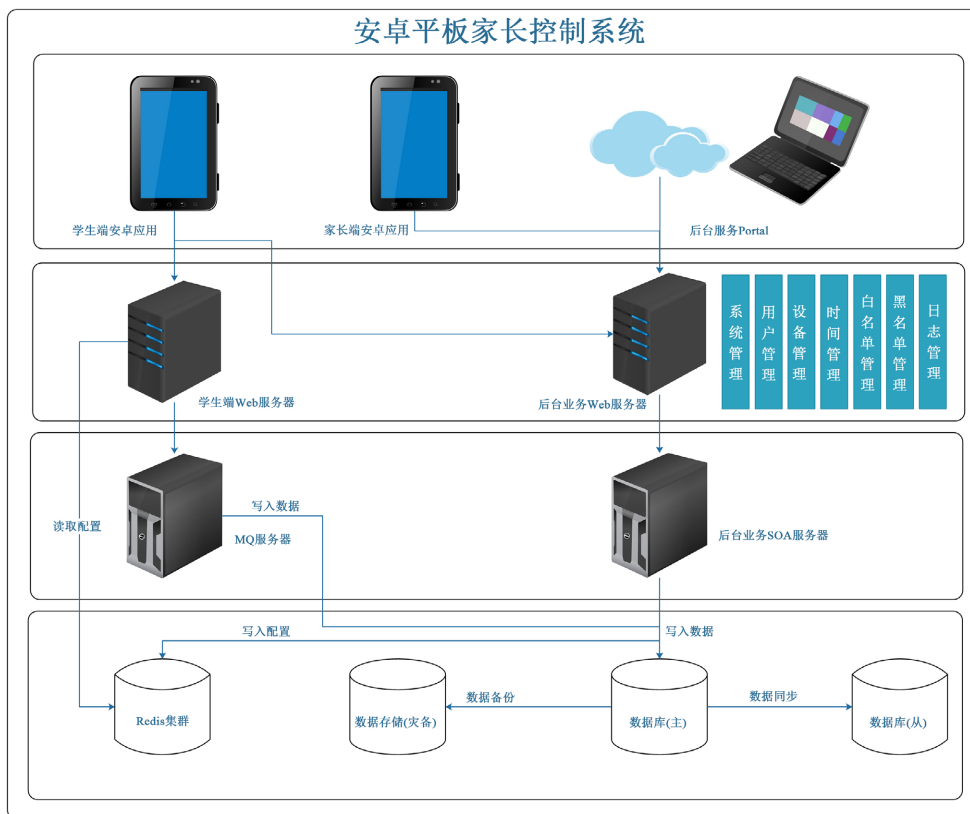 安卓平板家长控制系统
学生端安卓应用
家长端安卓应用
后台服务Portal
系统管理
用户管理
设备管理
时间管理
白名单管理
黑名单管理
日志管理
学生端Web服务器
后台业务Web服务器
读取配置
写入数据
MQ服务器
后台业务SOA服务器
写入配置
写入数据
Redis集群
数据存储(灾备)
数据备份
数据库(主)
数据同步
数据库(从)